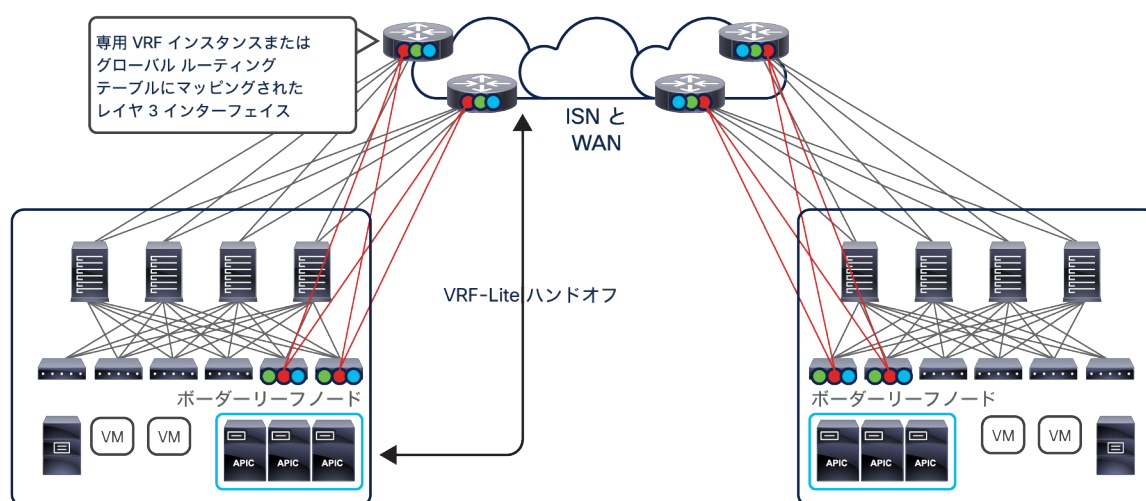 専用 VRF インスタンスまたは
グローバル ルーティング
テーブルにマッピングされた
レイヤ 3 インターフェイス
ISN と
WAN
VRF-Lite ハンドオフ
ボーダーリーフノード
VM
VM
APIC
APIC
APIC
ボーダーリーフノード
APIC
APIC
APIC
VM
VM